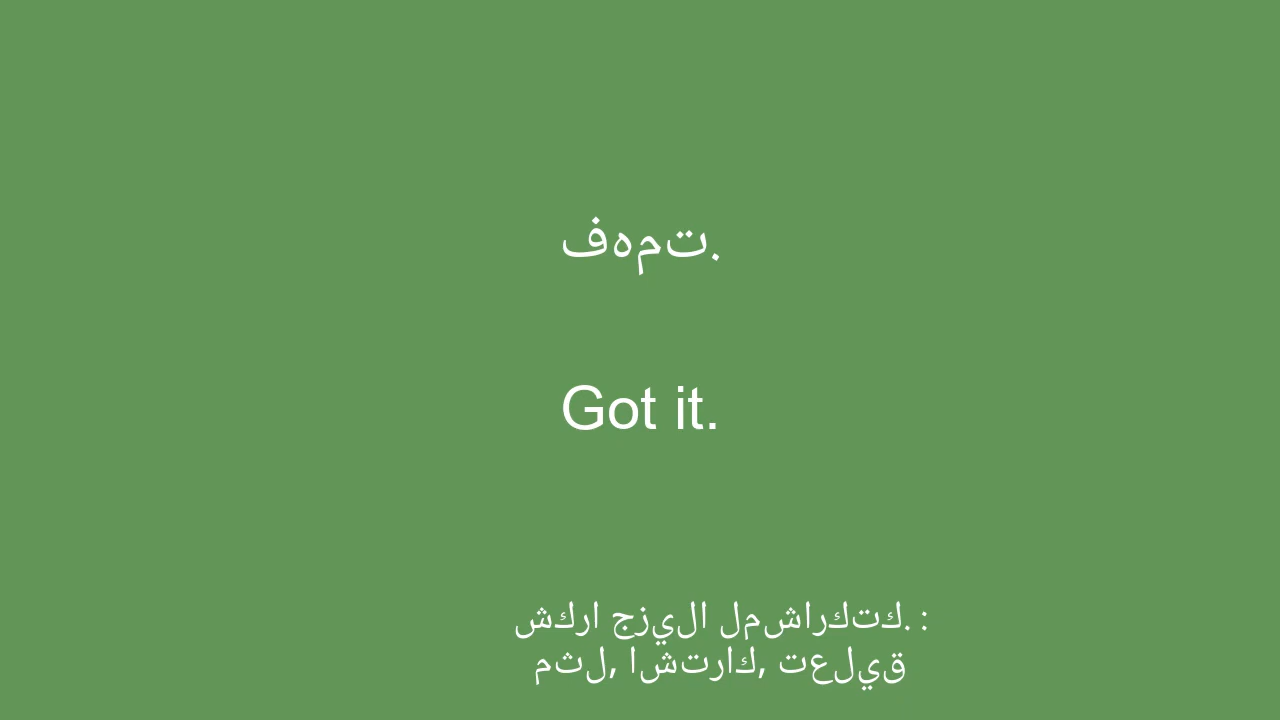 فهمت.
Got it.
شكرا جزيلا لمشاركتك. :
مثل, اشتراك, تعليق